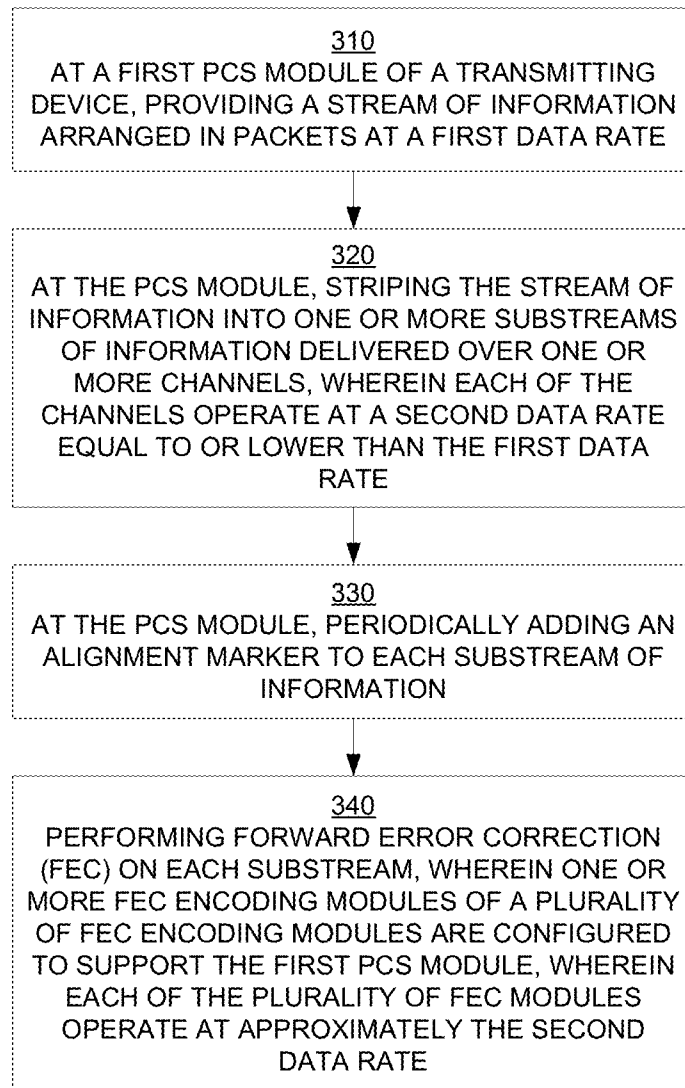 310
AT A FIRST PCS MODULE OF A TRANSMITTING
DEVICE, PROVIDING A STREAM OF INFORMATION
ARRANGED IN PACKETS AT A FIRST DATA RATE
320
AT THE PCS MODULE, STRIPING THE STREAM OF
INFORMATION INTO ONE OR MORE SUBSTREAMS
OF INFORMATION DELIVERED OVER ONE OR
MORE CHANNELS, WHEREIN EACH OF THE
CHANNELS OPERATE AT A SECOND DATA RATE
EQUAL TO OR LOWER THAN THE FIRST DATA
RATE
330
AT THE PCS MODULE, PERIODICALLY ADDING AN
ALIGNMENT MARKER TO EACH SUBSTREAM OF
INFORMATION
340
PERFORMING FORWARD ERROR CORRECTION
(FEC) ON EACH SUBSTREAM, WHEREIN ONE OR
MORE FEC ENCODING MODULES OF A PLURALITY
OF FEC ENCODING MODULES ARE CONFIGURED
TO SUPPORT THE FIRST PCS MODULE, WHEREIN
EACH OF THE PLURALITY OF FEC MODULES
OPERATE AT APPROXIMATELY THE SECOND
DATA RATE